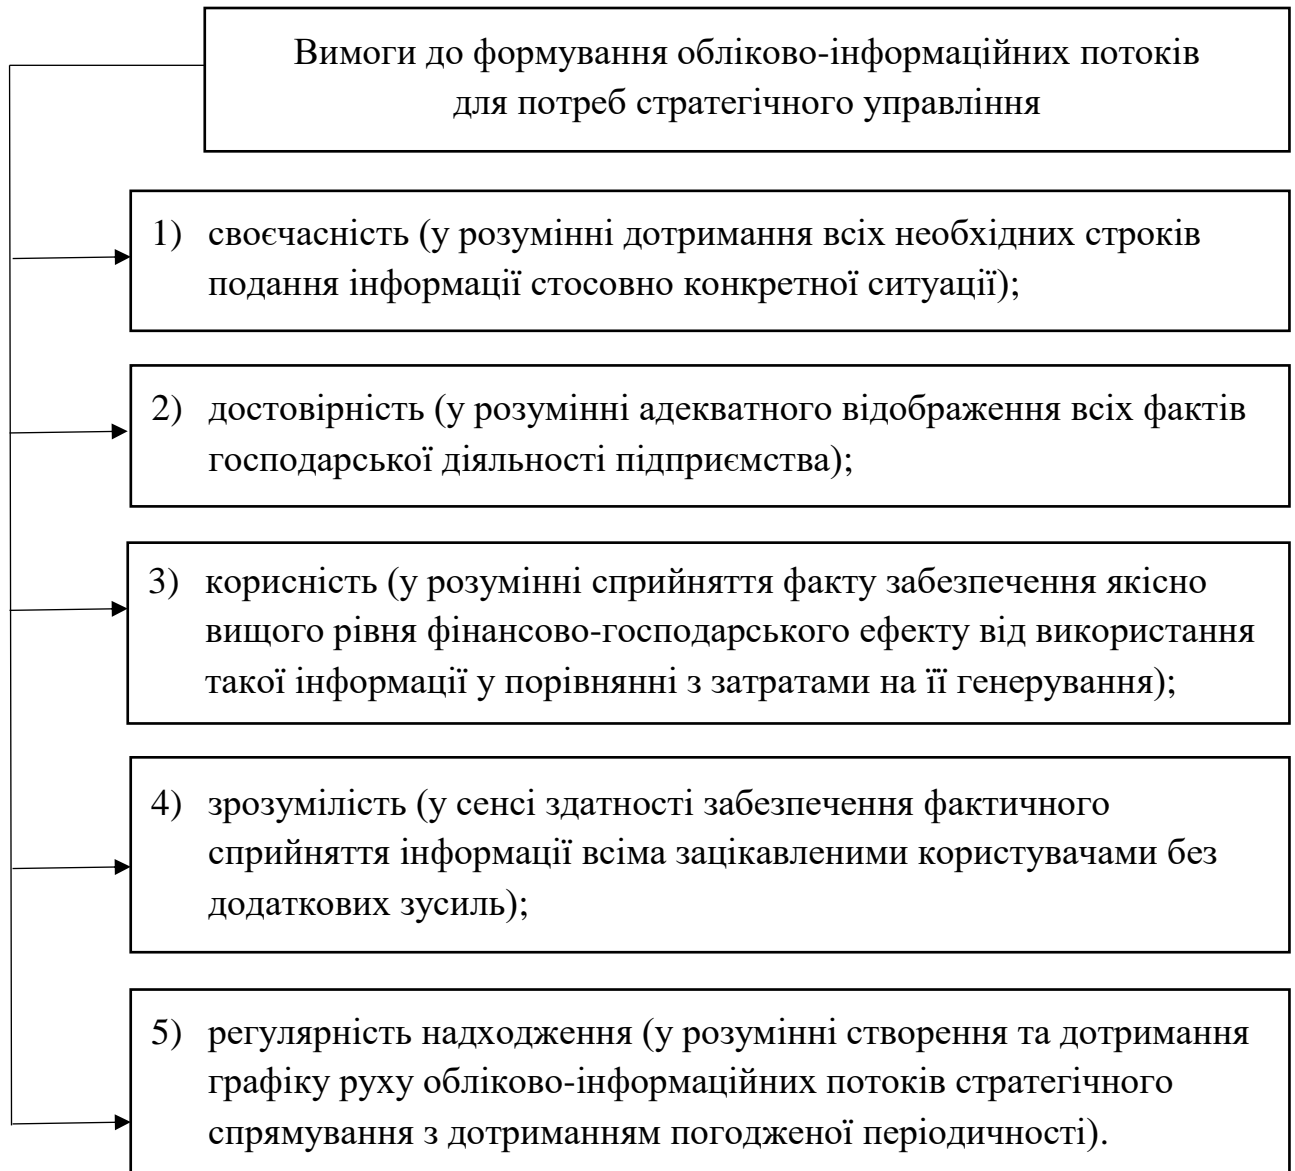 Вимоги до формування обліково-інформаційних потоків
для потреб стратегічного управління
1) своєчасність (у розумінні дотримання всіх необхідних строків
подання інформації стосовно конкретної ситуації);
2) достовірність (у розумінні адекватного відображення всіх фактів
господарської діяльності підприємства);
3) корисність (у розумінні сприйняття факту забезпечення якісно
вищого рівня фінансово-господарського ефекту від використання
такої інформації у порівнянні з затратами на її генерування);
4) зрозумілість (у сенсі здатності забезпечення фактичного
сприйняття інформації всіма зацікавленими користувачами без
додаткових зусиль);
5) регулярність надходження (у розумінні створення та дотримання
графіку руху обліково-інформаційних потоків стратегічного
спрямування з дотриманням погодженої періодичності).